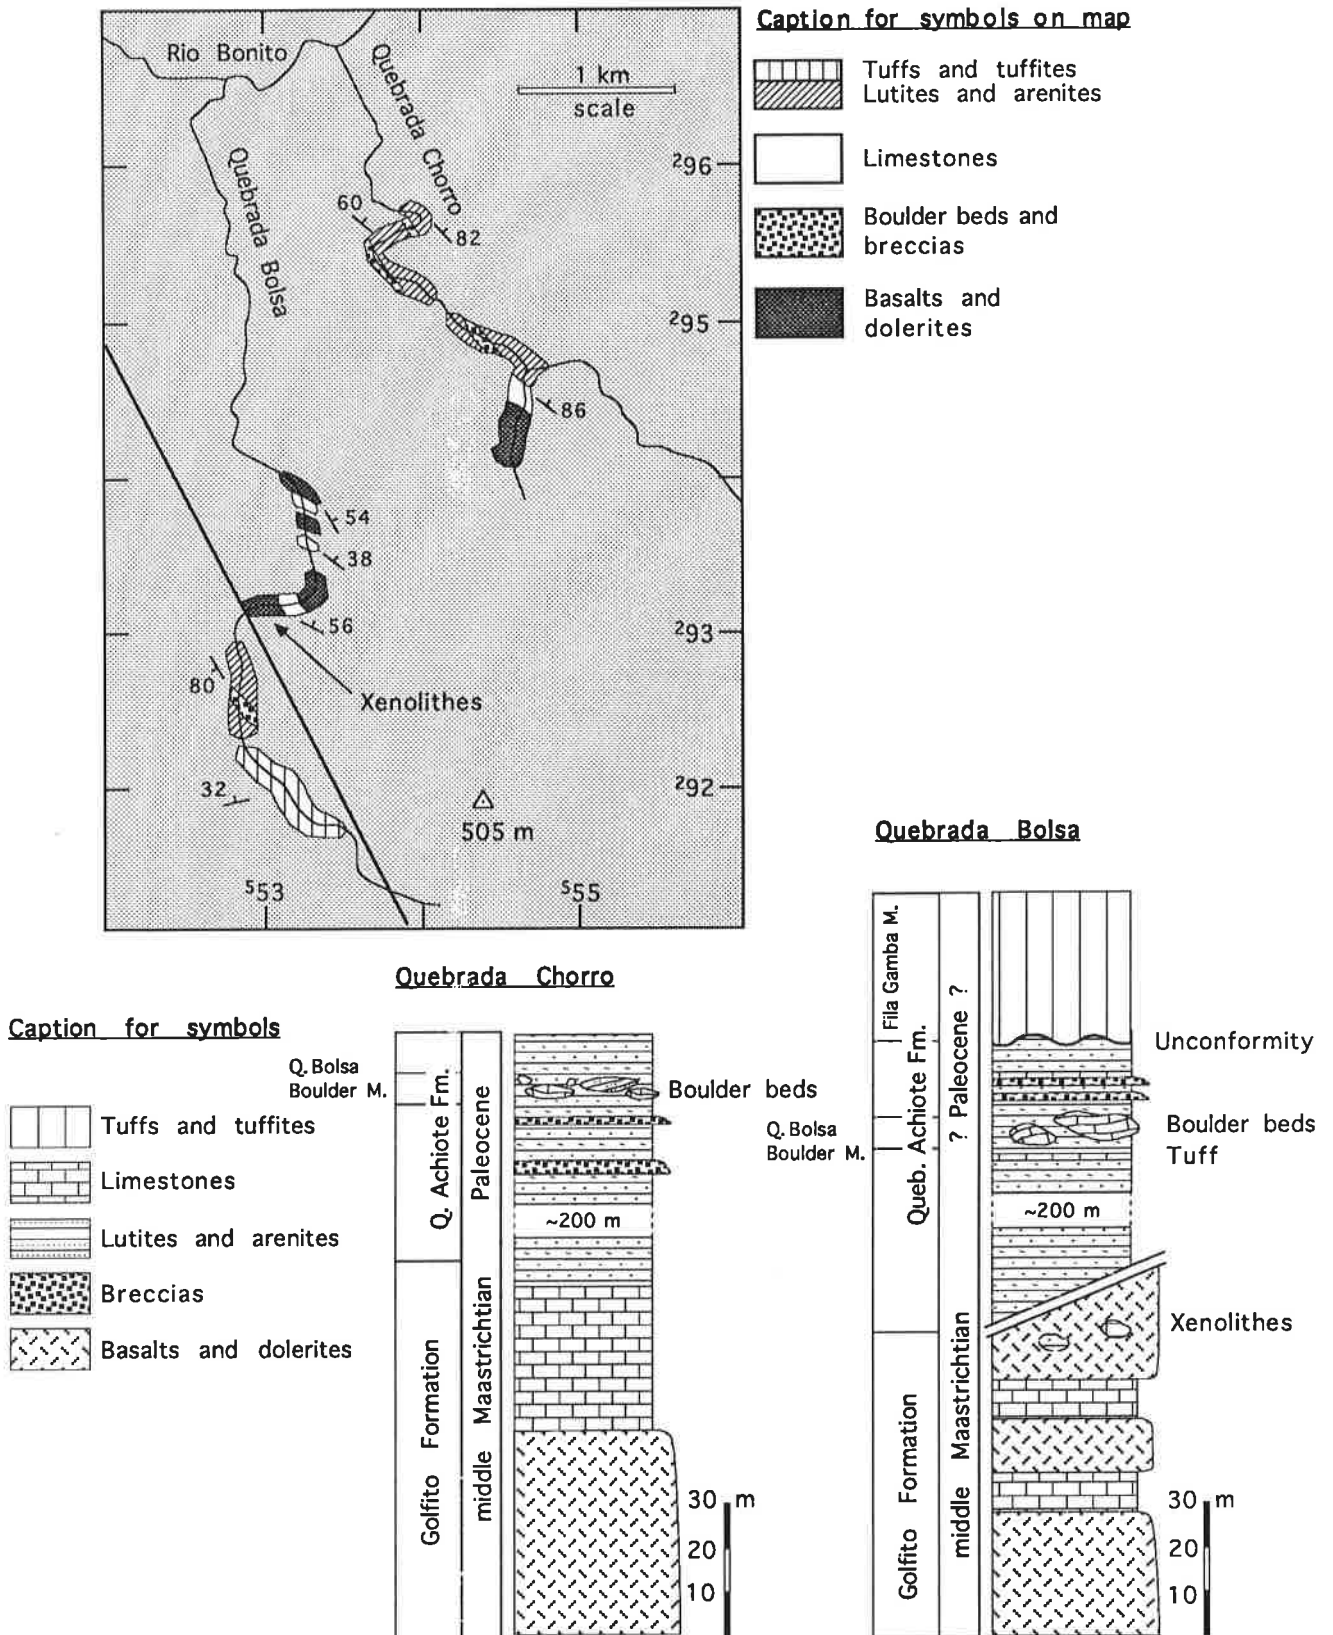 Caption for symbols on map
Tuffs and tuffites
Lutites and arenites
Limestones
Boulder beds and
breccias
Basalts and
dolerites
Rio Bonito
Quebrada Chorro
Quebrada Bolsa
1 km
scale
296
60
82
295
86
54
38
56
293
80
Xenolithes
32
292
505 m
553
555
Quebrada Chorro
Caption for symbols
Tuffs and tuffites
Limestones
Lutites and arenites
Breccias
Basalts and dolerites
Q. Bolsa
Boulder M.
Q. Achiote Fm.
Golfito Formation
Paleocene
middle Maastrichtian
Boulder beds
~200 m
30 m
20
10
Quebrada Bolsa
Fila Gamba M.
Queb. Achiote Fm.
Q. Bolsa
Boulder M.
Golfito Formation
? Paleocene ?
middle Maastrichtian
Unconformity
Boulder beds
Tuff
~200 m
Xenolithes
30 m
20
10